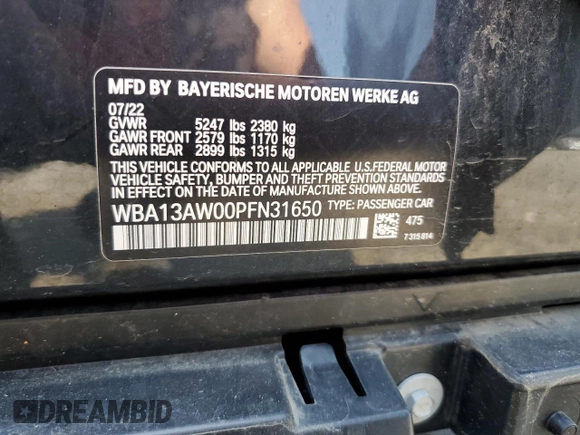 MFD BY BAYERISCHE MOTOREN WERKE AG
07/22
GVWR 5247 lbs 2380 kg
GAWR FRONT 2579 lbs 1170 kg
GAWR REAR 2899 lbs 1315 kg
THIS VEHICLE CONFORMS TO ALL APPLICABLE U.S.FEDERAL MOTOR
VEHICLE SAFETY, BUMPER AND THEFT PREVENTION STANDARDS
IN EFFECT ON THE DATE OF MANUFACTURE SHOWN ABOVE.
WBA13AW00PFN31650 TYPE: PASSENGER CAR
475
7 315 814
DREAMBID